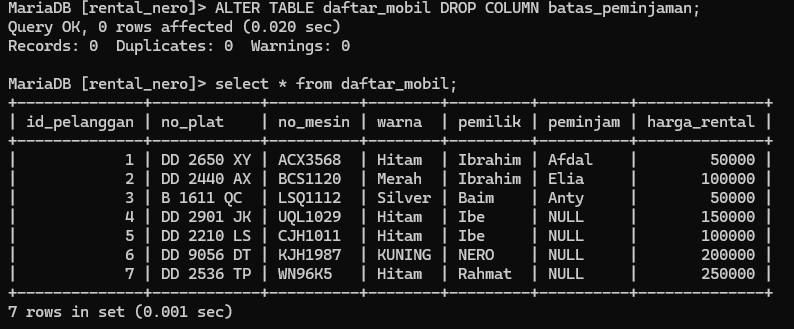 MariaDB [rental_nero]> ALTER TABLE daftar_mobil DROP COLUMN batas_peminjaman;
Query OK, 0 rows affected (0.020 sec)
Records: 0  Duplicates: 0  Warnings: 0

MariaDB [rental_nero]> select * from daftar_mobil;
+--------------+------------+----------+--------+---------+----------+--------------+
| id_pelanggan | no_plat    | no_mesin | warna  | pemilik | peminjam | harga_rental |
+--------------+------------+----------+--------+---------+----------+--------------+
|            1 | DD 2650 XY | ACX3568  | Hitam  | Ibrahim | Afdal    |        50000 |
|            2 | DD 2440 AX | BCS1120  | Merah  | Ibrahim | Elia     |       100000 |
|            3 | B 1611 QC  | LSQ1112  | Silver | Baim    | Anty     |        50000 |
|            4 | DD 2901 JK | UQL1029  | Hitam  | Ibe     | NULL     |       150000 |
|            5 | DD 2210 LS | CJH1011  | Hitam  | Ibe     | NULL     |       100000 |
|            6 | DD 9056 DT | KJH1987  | KUNING | NERO    | NULL     |       200000 |
|            7 | DD 2536 TP | WN96K5   | Hitam  | Rahmat  | NULL     |       250000 |
+--------------+------------+----------+--------+---------+----------+--------------+
7 rows in set (0.001 sec)